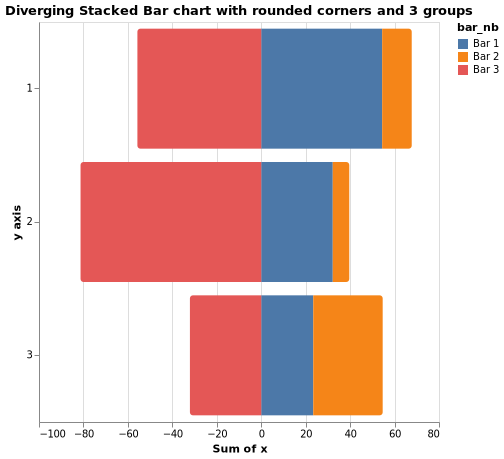 Diverging Stacked Bar chart with rounded corners and 3 groups
bar_nb
Bar 1
Bar 2
Bar 3
y axis
1
2
3
−100 −80 −60 −40 −20 0 20 40 60 80
Sum of x